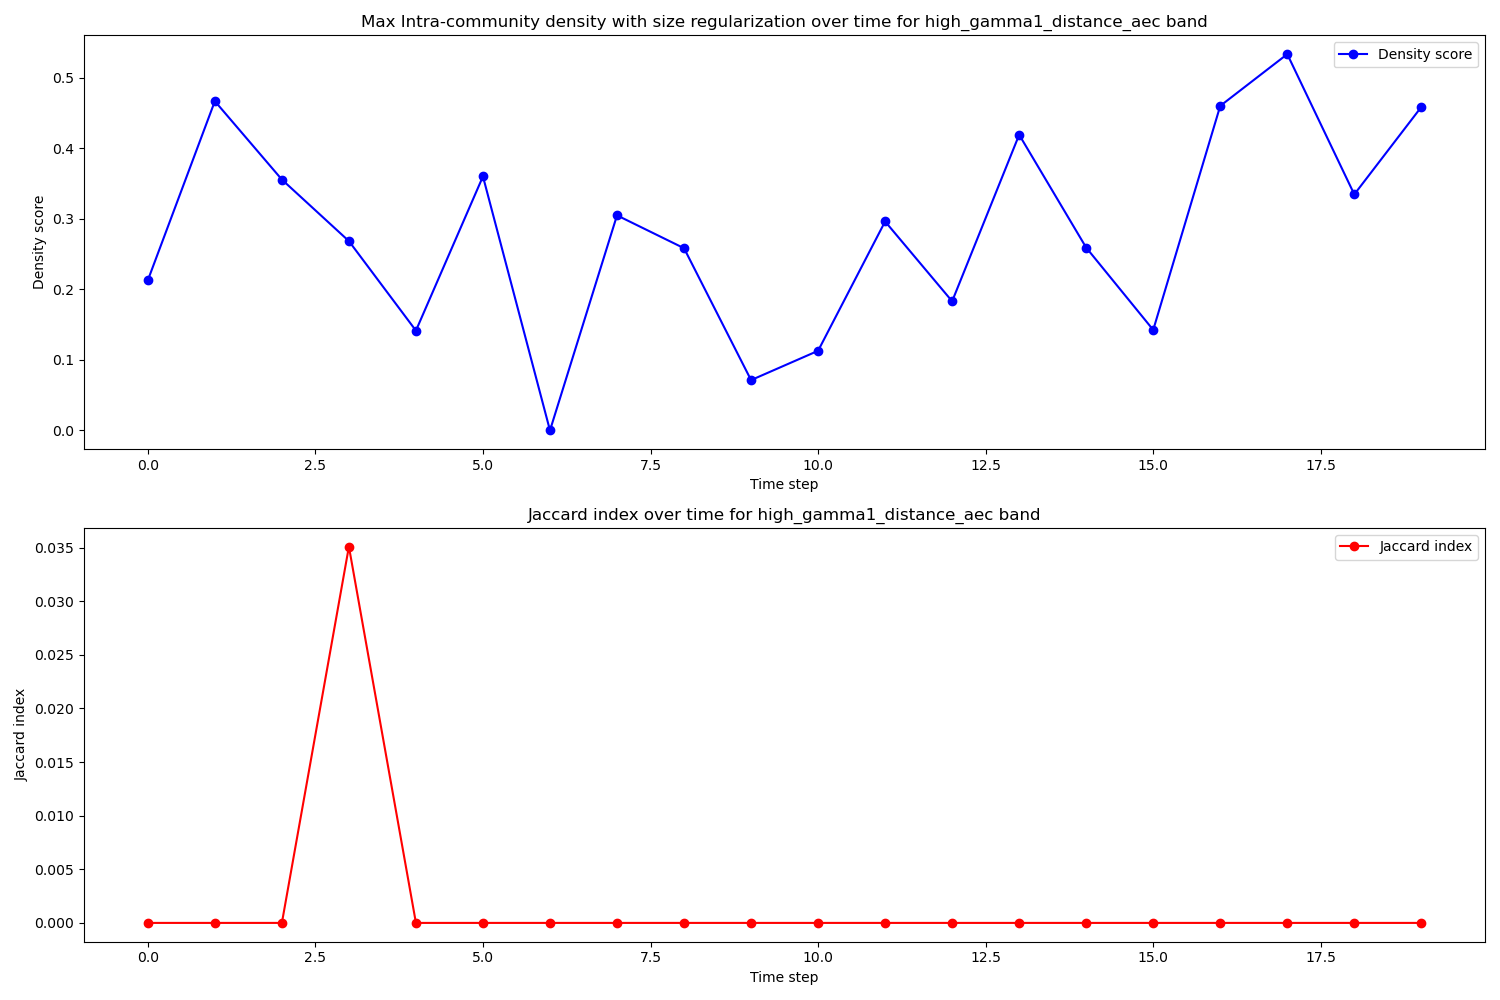 Max Intra-community density with size regularization over time for high_gamma1_distance_aec band
Density score
Density score
0.5
0.4
0.3
0.2
0.1
0.0
0.0 2.5 5.0 7.5 10.0 12.5 15.0 17.5
Time step
Jaccard index over time for high_gamma1_distance_aec band
Jaccard index
Jaccard index
0.035
0.030
0.025
0.020
0.015
0.010
0.005
0.000
0.0 2.5 5.0 7.5 10.0 12.5 15.0 17.5
Time step